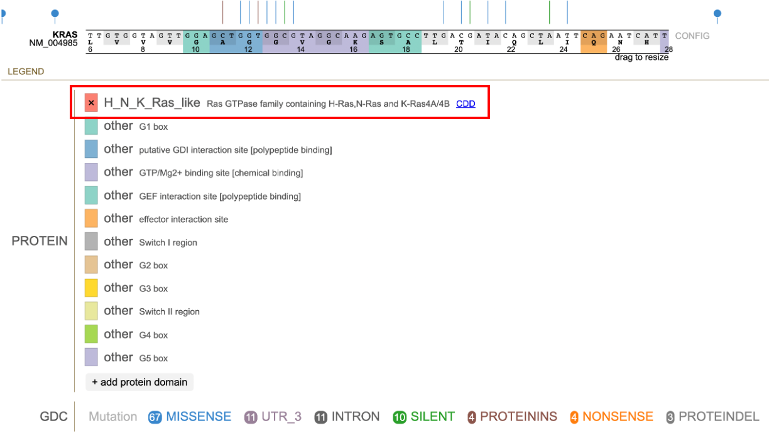 KRAS TTGTGGTAGTTGGAGCTGGTGGCGTAGGCAAGAGTGCCTTGACGATACAGCTAATTCAGAATCATT CONFIG
NM_004985 L V V V G A G G V G K S A L T I Q L I Q N H
6 8 10 12 14 16 18 20 22 24 26 28
drag to resize
LEGEND
× H_N_K_Ras_like Ras GTPase family containing H-Ras,N-Ras and K-Ras4A/4B CDD
other G1 box
other putative GDI interaction site [polypeptide binding]
other GTP/Mg2+ binding site [chemical binding]
other GEF interaction site [polypeptide binding]
other effector interaction site
PROTEIN other Switch I region
other G2 box
other G3 box
other Switch II region
other G4 box
other G5 box
+ add protein domain
GDC Mutation 67 MISSENSE 11 UTR_3 11 INTRON 10 SILENT 4 PROTEININS 4 NONSENSE 3 PROTEINDEL